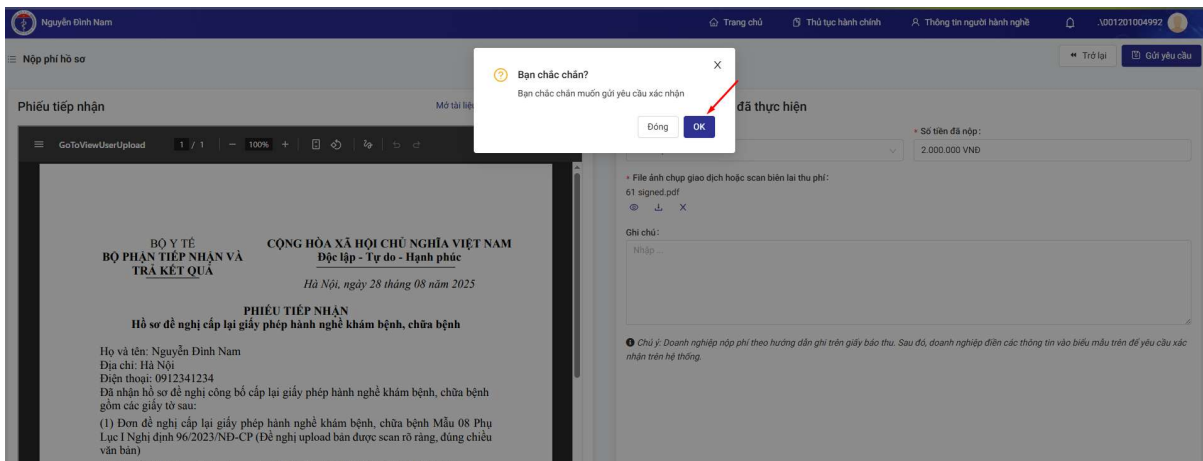 Nguyễn Đình Nam
Trang chủ
Thủ tục hành chính
Thông tin người hành nghề
.\001201004992
Nộp phí hồ sơ
Trở lại
Gửi yêu cầu
Bạn chắc chắn?
Bạn chắc chắn muốn gửi yêu cầu xác nhận
Đóng
OK
Phiếu tiếp nhận
Mở tài liệ
đã thực hiện
GoToViewUserUpload
1 / 1
100%
* Số tiền đã nộp:
2.000.000 VNĐ
* File ảnh chụp giao dịch hoặc scan biên lai thu phí:
61 signed.pdf
Ghi chú:
Nhập ...
Chú ý: Doanh nghiệp nộp phí theo hướng dẫn ghi trên giấy báo thu. Sau đó, doanh nghiệp điền các thông tin vào biểu mẫu trên để yêu cầu xác
nhận trên hệ thống.
BỘ Y TẾ
BỘ PHẬN TIẾP NHẬN VÀ
TRẢ KẾT QUẢ
CỘNG HÒA XÃ HỘI CHỦ NGHĨA VIỆT NAM
Độc lập - Tự do - Hạnh phúc
Hà Nội, ngày 28 tháng 08 năm 2025
PHIẾU TIẾP NHẬN
Hồ sơ đề nghị cấp lại giấy phép hành nghề khám bệnh, chữa bệnh
Họ và tên: Nguyễn Đình Nam
Địa chỉ: Hà Nội
Điện thoại: 0912341234
Đã nhận hồ sơ đề nghị công bố cấp lại giấy phép hành nghề khám bệnh, chữa bệnh
gồm các giấy tờ sau:
(1) Đơn đề nghị cấp lại giấy phép hành nghề khám bệnh, chữa bệnh Mẫu 08 Phụ
Lục I Nghị định 96/2023/NĐ-CP (Đề nghị upload bản được scan rõ ràng, đúng chiều
văn bản)